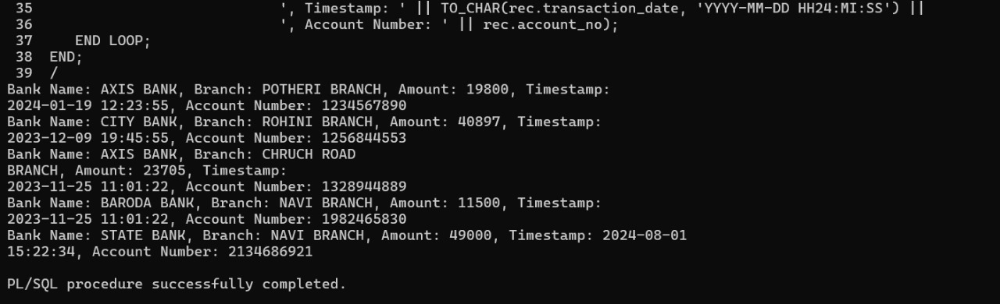 35                              ', Timestamp: ' || TO_CHAR(rec.transaction_date, 'YYYY-MM-DD HH24:MI:SS') ||
36                              ', Account Number: ' || rec.account_no);
37     END LOOP;
38  END;
39  /
Bank Name: AXIS BANK, Branch: POTHERI BRANCH, Amount: 19800, Timestamp:
2024-01-19 12:23:55, Account Number: 1234567890
Bank Name: CITY BANK, Branch: ROHINI BRANCH, Amount: 40897, Timestamp:
2023-12-09 19:45:55, Account Number: 1256844553
Bank Name: AXIS BANK, Branch: CHRUCH ROAD
BRANCH, Amount: 23705, Timestamp:
2023-11-25 11:01:22, Account Number: 1328944889
Bank Name: BARODA BANK, Branch: NAVI BRANCH, Amount: 11500, Timestamp:
2023-11-25 11:01:22, Account Number: 1982465830
Bank Name: STATE BANK, Branch: NAVI BRANCH, Amount: 49000, Timestamp: 2024-08-01
15:22:34, Account Number: 2134686921
PL/SQL procedure successfully completed.